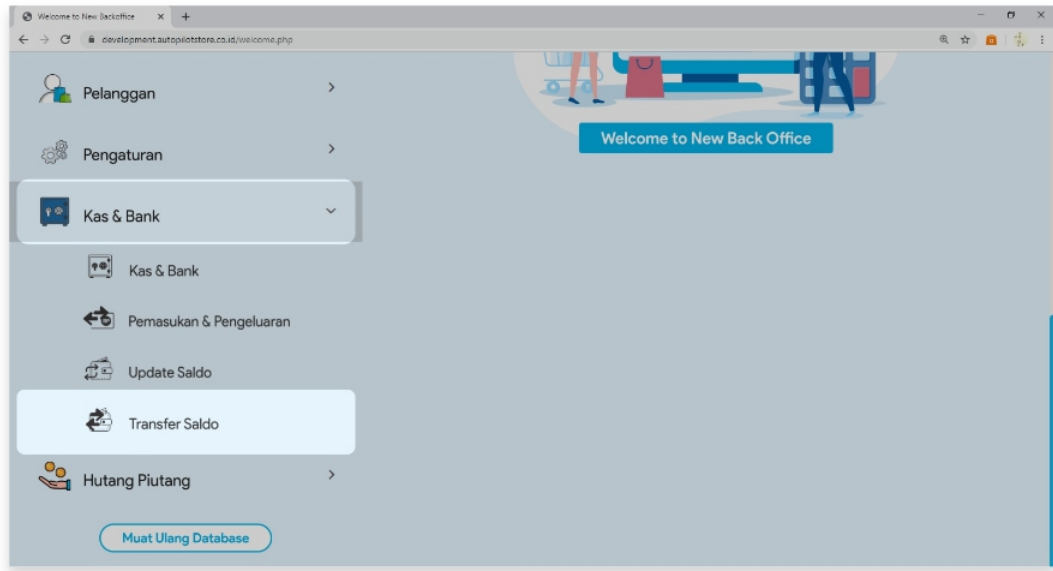 Welcome to New Backoffice
development.autopilotstore.co.id/welcome.php
Pelanggan
Welcome to New Back Office
Pengaturan
Kas & Bank
Kas & Bank
Pemasukan & Pengeluaran
Update Saldo
Transfer Saldo
Hutang Piutang
Muat Ulang Database